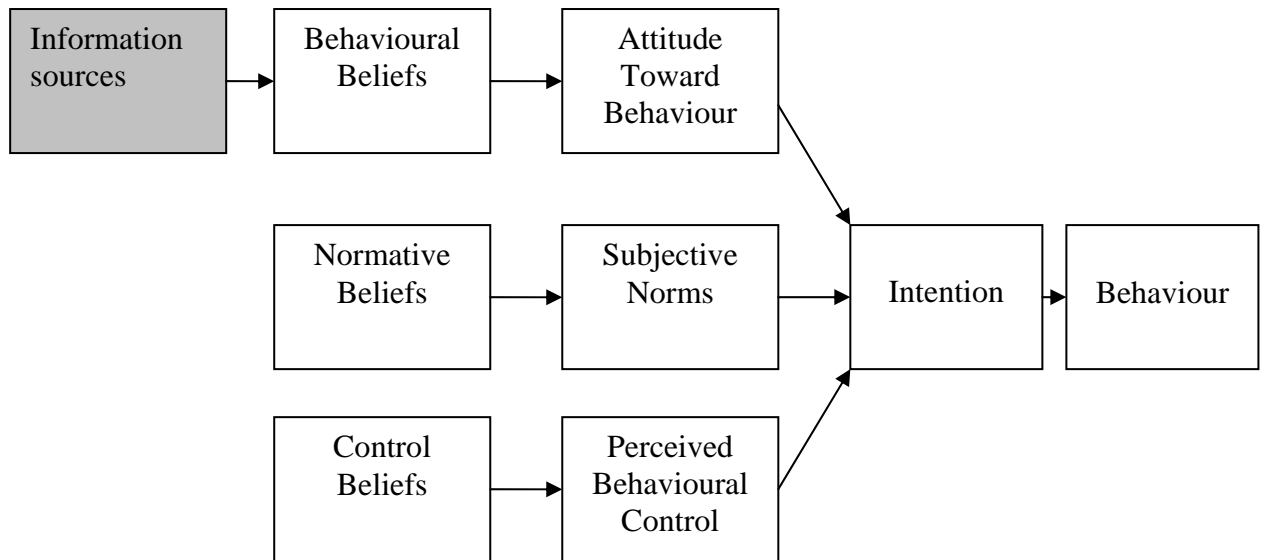 Information
sources
Behavioural
Beliefs
Attitude
Toward
Behaviour
Normative
Beliefs
Subjective
Norms
Intention
Behaviour
Control
Beliefs
Perceived
Behavioural
Control